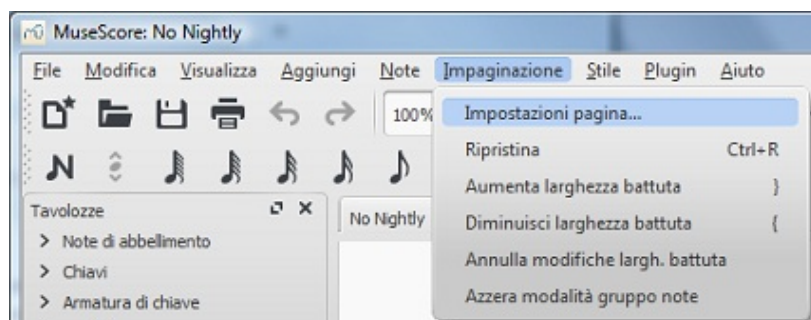 MuseScore: No Nightly
File Modifica Visualizza Aggiungi Note Impaginazione Stile Plugin Aiuto
100%
Impostazioni pagina...
Ripristina Ctrl+R
Aumenta larghezza battuta }
Diminuisci larghezza battuta {
Annulla modifiche largh. battuta
Azzera modalità gruppo note
Tavolozze
No Nightly
Note di abbellimento
Chiavi
Armatura di chiave